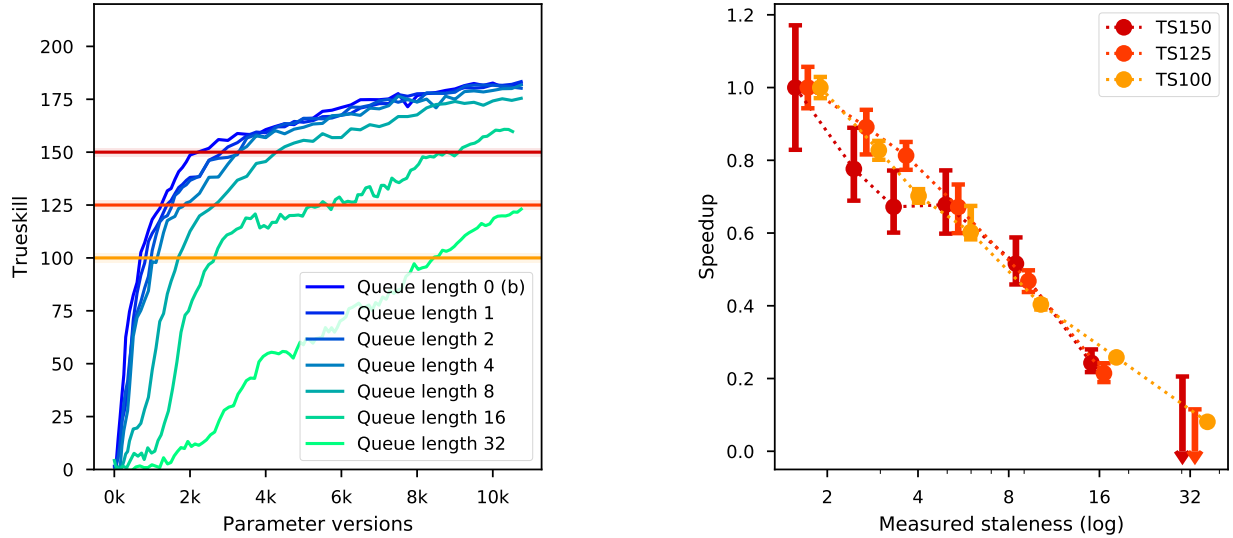 200
175
150
125
100
75
50
25
0
Trueskill
0k 2k 4k 6k 8k 10k
Parameter versions
Queue length 0 (b)
Queue length 1
Queue length 2
Queue length 4
Queue length 8
Queue length 16
Queue length 32
1.2
1.0
0.8
0.6
0.4
0.2
0.0
Speedup
2 4 8 16 32
Measured staleness (log)
TS150
TS125
TS100